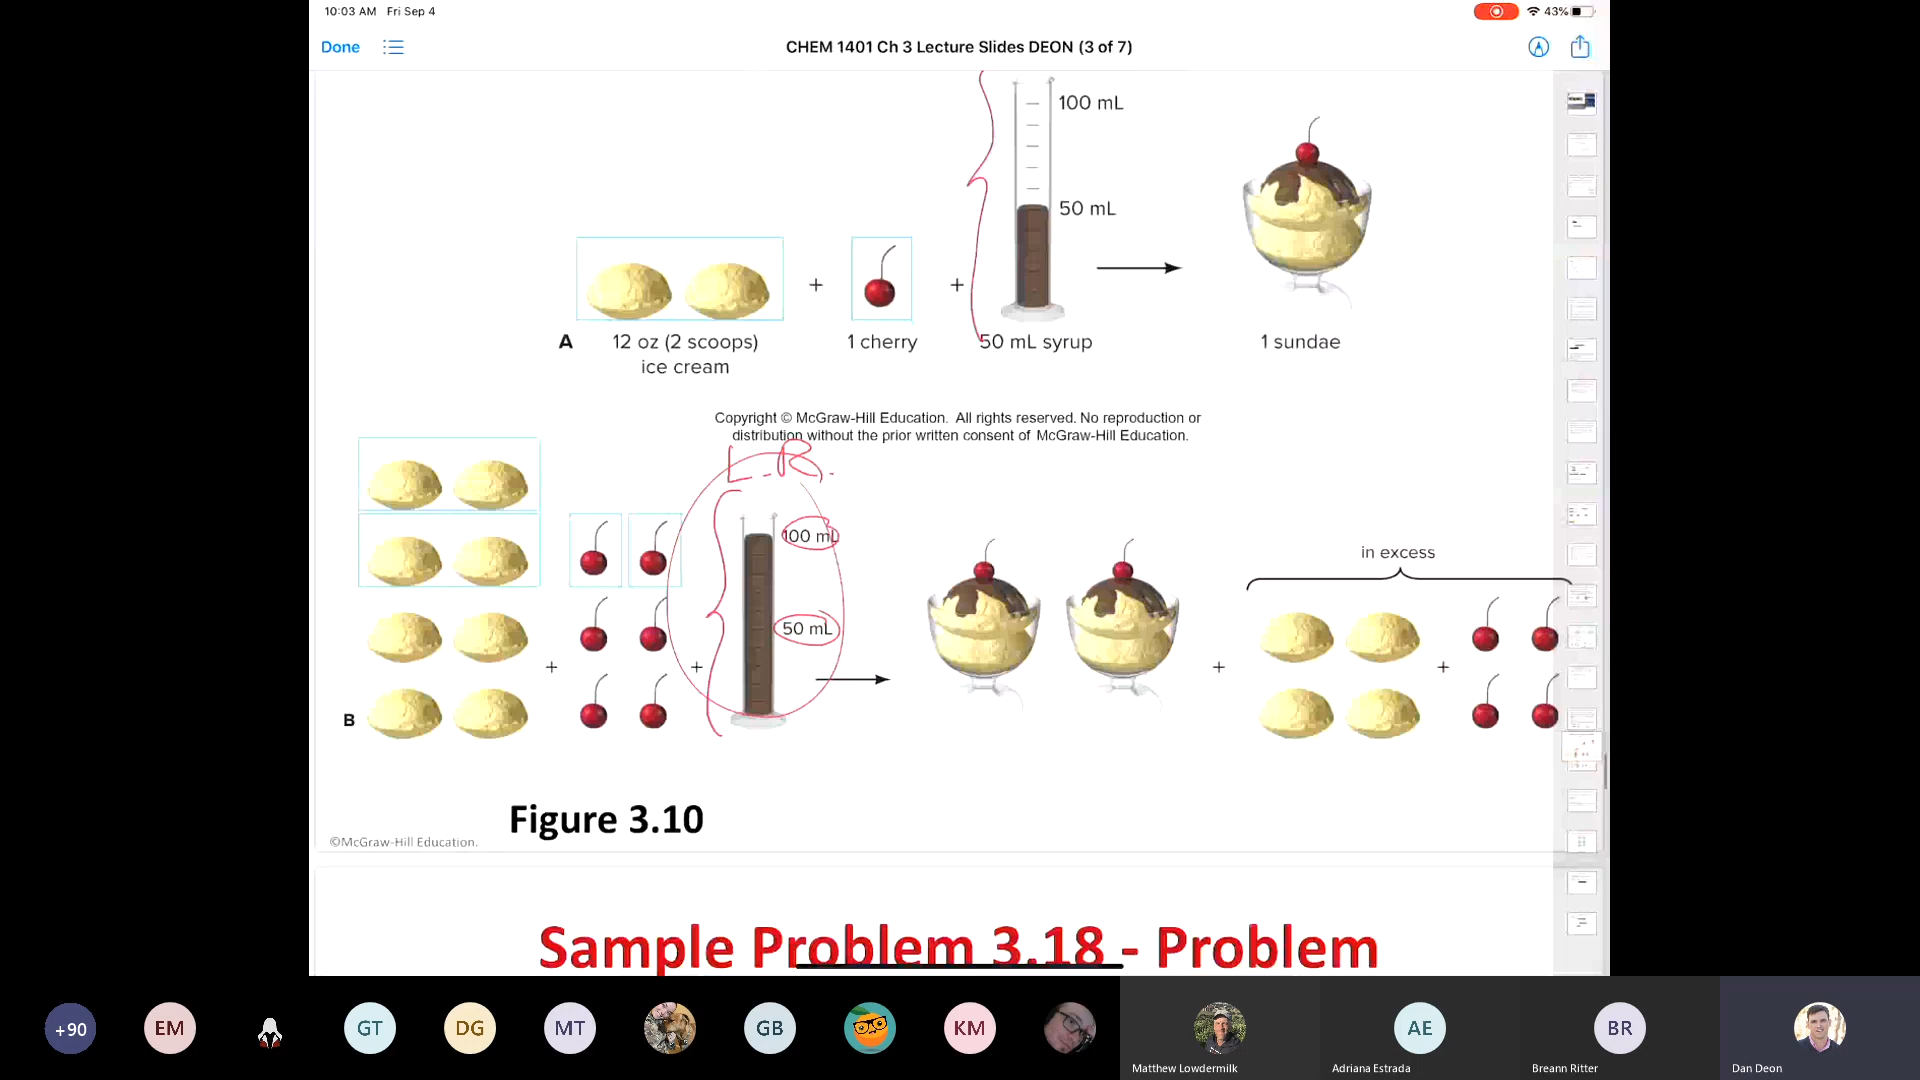 10:03 AM Fri Sep 4
43%
Done
CHEM 1401 Ch 3 Lecture Slides DEON (3 of 7)
100 mL
50 mL
+
+
A
12 oz (2 scoops)
ice cream
1 cherry
50 mL syrup
1 sundae
Copyright © McGraw-Hill Education. All rights reserved. No reproduction or
distribution without the prior written consent of McGraw-Hill Education.
L.R.
100 mL
50 mL
in excess
+
+
+
+
B
Figure 3.10
©McGraw-Hill Education.
Sample Problem 3.18 - Problem
+90
EM
GT
DG
MT
GB
KM
AE
BR
Matthew Lowdermilk
Adriana Estrada
Breann Ritter
Dan Deon